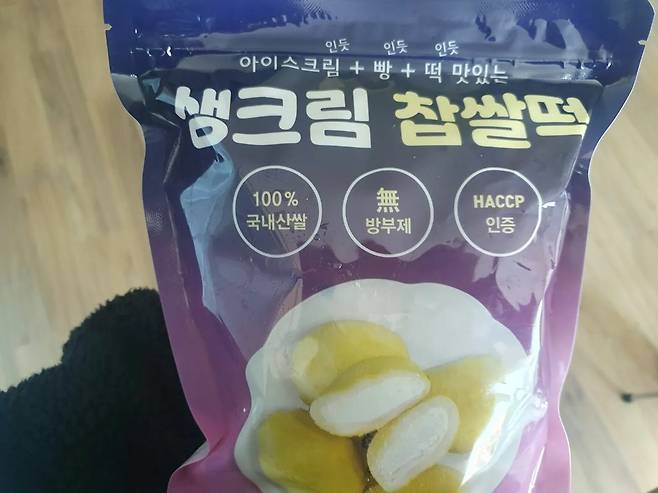 인듯 인듯 인듯
아이스크림 + 빵 + 떡 맛있는
생크림 찹쌀떡
100%
국내산쌀
無
방부제
HACCP
인증